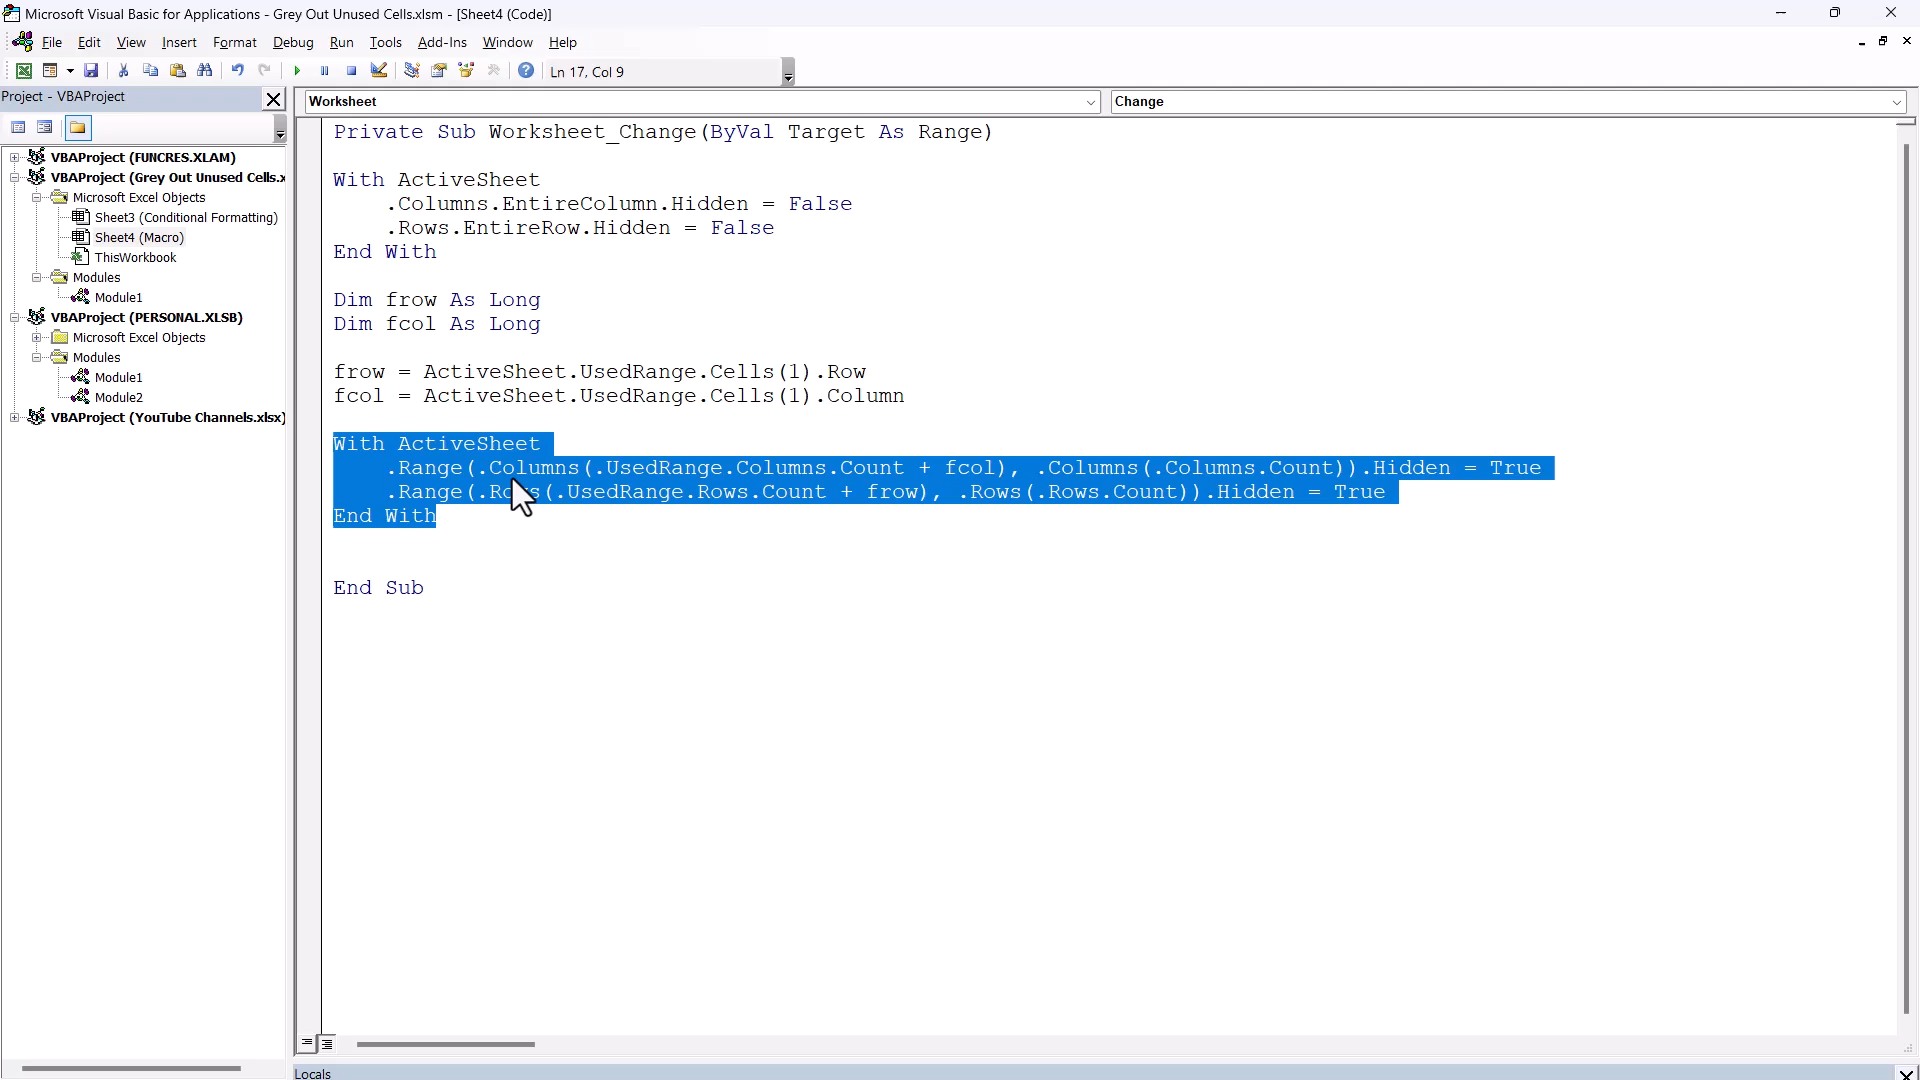 Microsoft Visual Basic for Applications - Grey Out Unused Cells.xlsm - [Sheet4 (Code)]
File Edit View Insert Format Debug Run Tools Add-Ins Window Help
Ln 17, Col 9
Project - VBAProject
VBAProject (FUNCRES.XLAM)
VBAProject (Grey Out Unused Cells.x
Microsoft Excel Objects
Sheet3 (Conditional Formatting)
Sheet4 (Macro)
ThisWorkbook
Modules
Module1
VBAProject (PERSONAL.XLSB)
Microsoft Excel Objects
Modules
Module1
Module2
VBAProject (YouTube Channels.xlsx)
Worksheet
Change
Private Sub Worksheet_Change(ByVal Target As Range)
With ActiveSheet
.Columns.EntireColumn.Hidden = False
.Rows.EntireRow.Hidden = False
End With
Dim frow As Long
Dim fcol As Long
frow = ActiveSheet.UsedRange.Cells(1).Row
fcol = ActiveSheet.UsedRange.Cells(1).Column
With ActiveSheet
.Range(.Columns(.UsedRange.Columns.Count + fcol), .Columns(.Columns.Count)).Hidden = True
.Range(.Rows(.UsedRange.Rows.Count + frow), .Rows(.Rows.Count)).Hidden = True
End With
End Sub
Locals